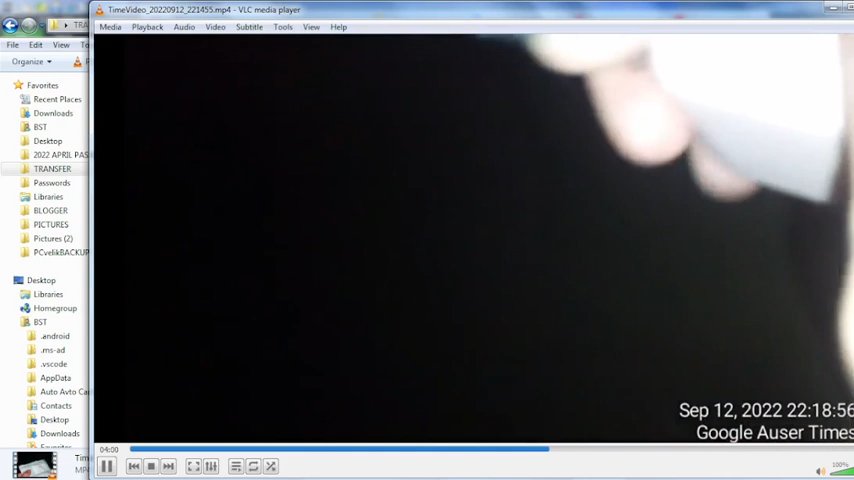 TimeVideo_20220912_221455.mp4 - VLC media player
Media Playback Audio Video Subtitle Tools View Help
File Edit View
Organize
Favorites
Recent Places
Downloads
BST
Desktop
2022 APRIL
TRANSFER
Passwords
Libraries
BLOGGER
PICTURES
Pictures (2)
PCvelikBACKUP
Desktop
Libraries
Homegroup
BST
.android
.ms-ad
.vscode
AppData
Auto Avto
Contacts
Desktop
Downloads
Sep 12, 2022 22:18:56
Google Auser Times
04:00
100%